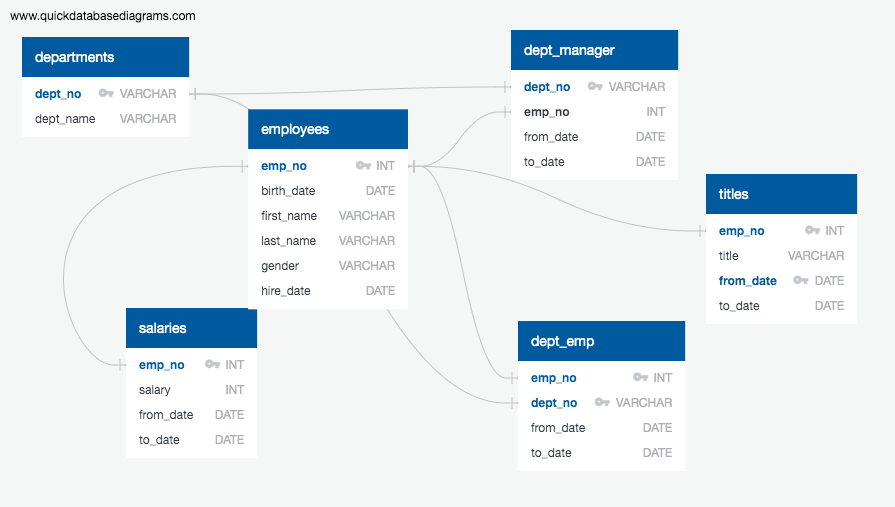 www.quickdatabasediagrams.com
departments
dept_no VARCHAR
dept_name VARCHAR
dept_manager
dept_no VARCHAR
emp_no INT
from_date DATE
to_date DATE
employees
emp_no INT
birth_date DATE
first_name VARCHAR
last_name VARCHAR
gender VARCHAR
hire_date DATE
titles
emp_no INT
title VARCHAR
from_date DATE
to_date DATE
salaries
emp_no INT
salary INT
from_date DATE
to_date DATE
dept_emp
emp_no INT
dept_no VARCHAR
from_date DATE
to_date DATE